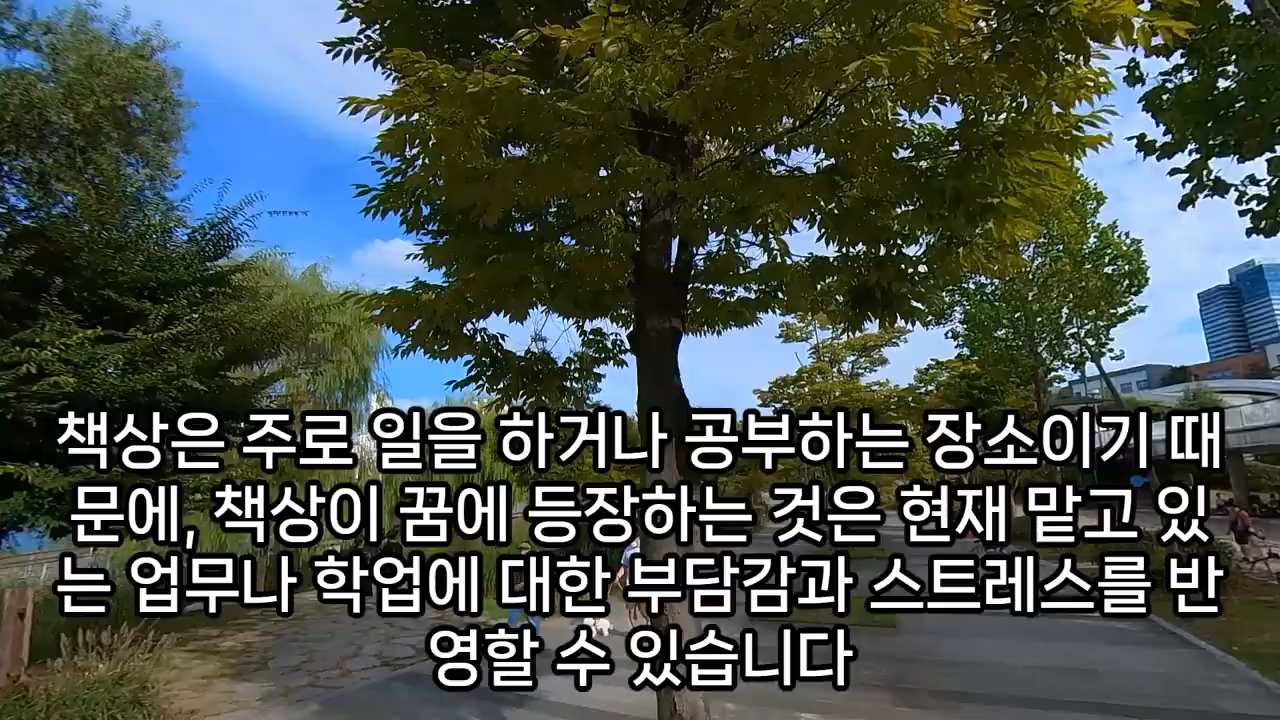 책상은 주로 일을 하거나 공부하는 장소이기 때
문에, 책상이 꿈에 등장하는 것은 현재 맡고 있
는 업무나 학업에 대한 부담감과 스트레스를 반
영할 수 있습니다